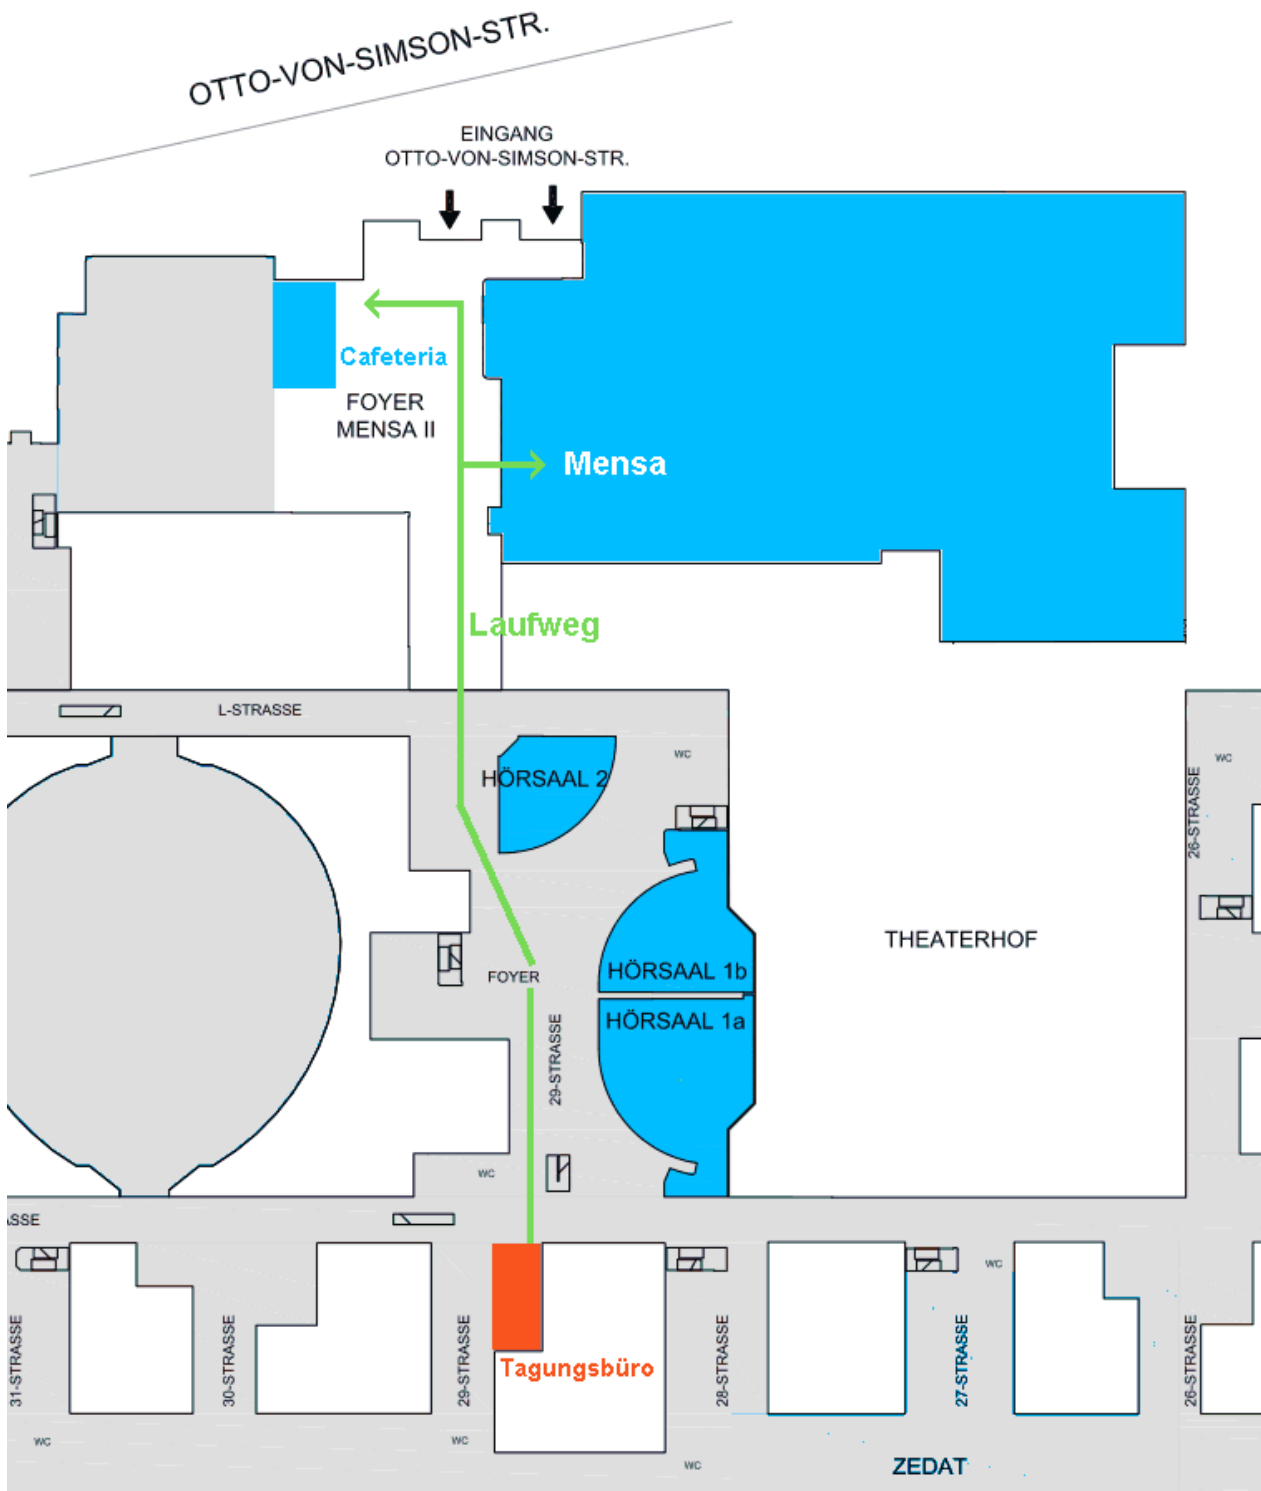 OTTO-VON-SIMSON-STR.
EINGANG
OTTO-VON-SIMSON-STR.
Cafeteria
FOYER
MENSA II
Mensa
Laufweg
L-STRASSE
WC
HÖRSAAL 2
WC
26-STRASSE
THEATERHOF
HÖRSAAL 1b
FOYER
HÖRSAAL 1a
29-STRASSE
WC
ASSE
WC
31-STRASSE
30-STRASSE
29-STRASSE
Tagungsbüro
28-STRASSE
27-STRASSE
26-STRASSE
WC
WC
WC
ZEDAT